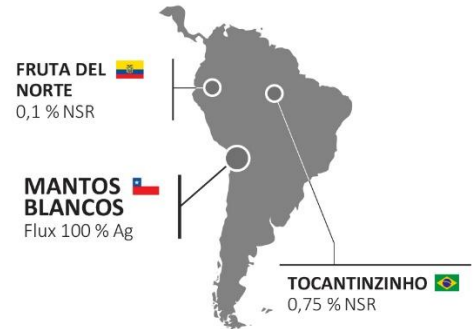 FRUTA DEL
NORTE
0,1 % NSR
MANTOS
BLANCOS
Flux 100 % Ag
TOCANTINZINHO
0,75 % NSR